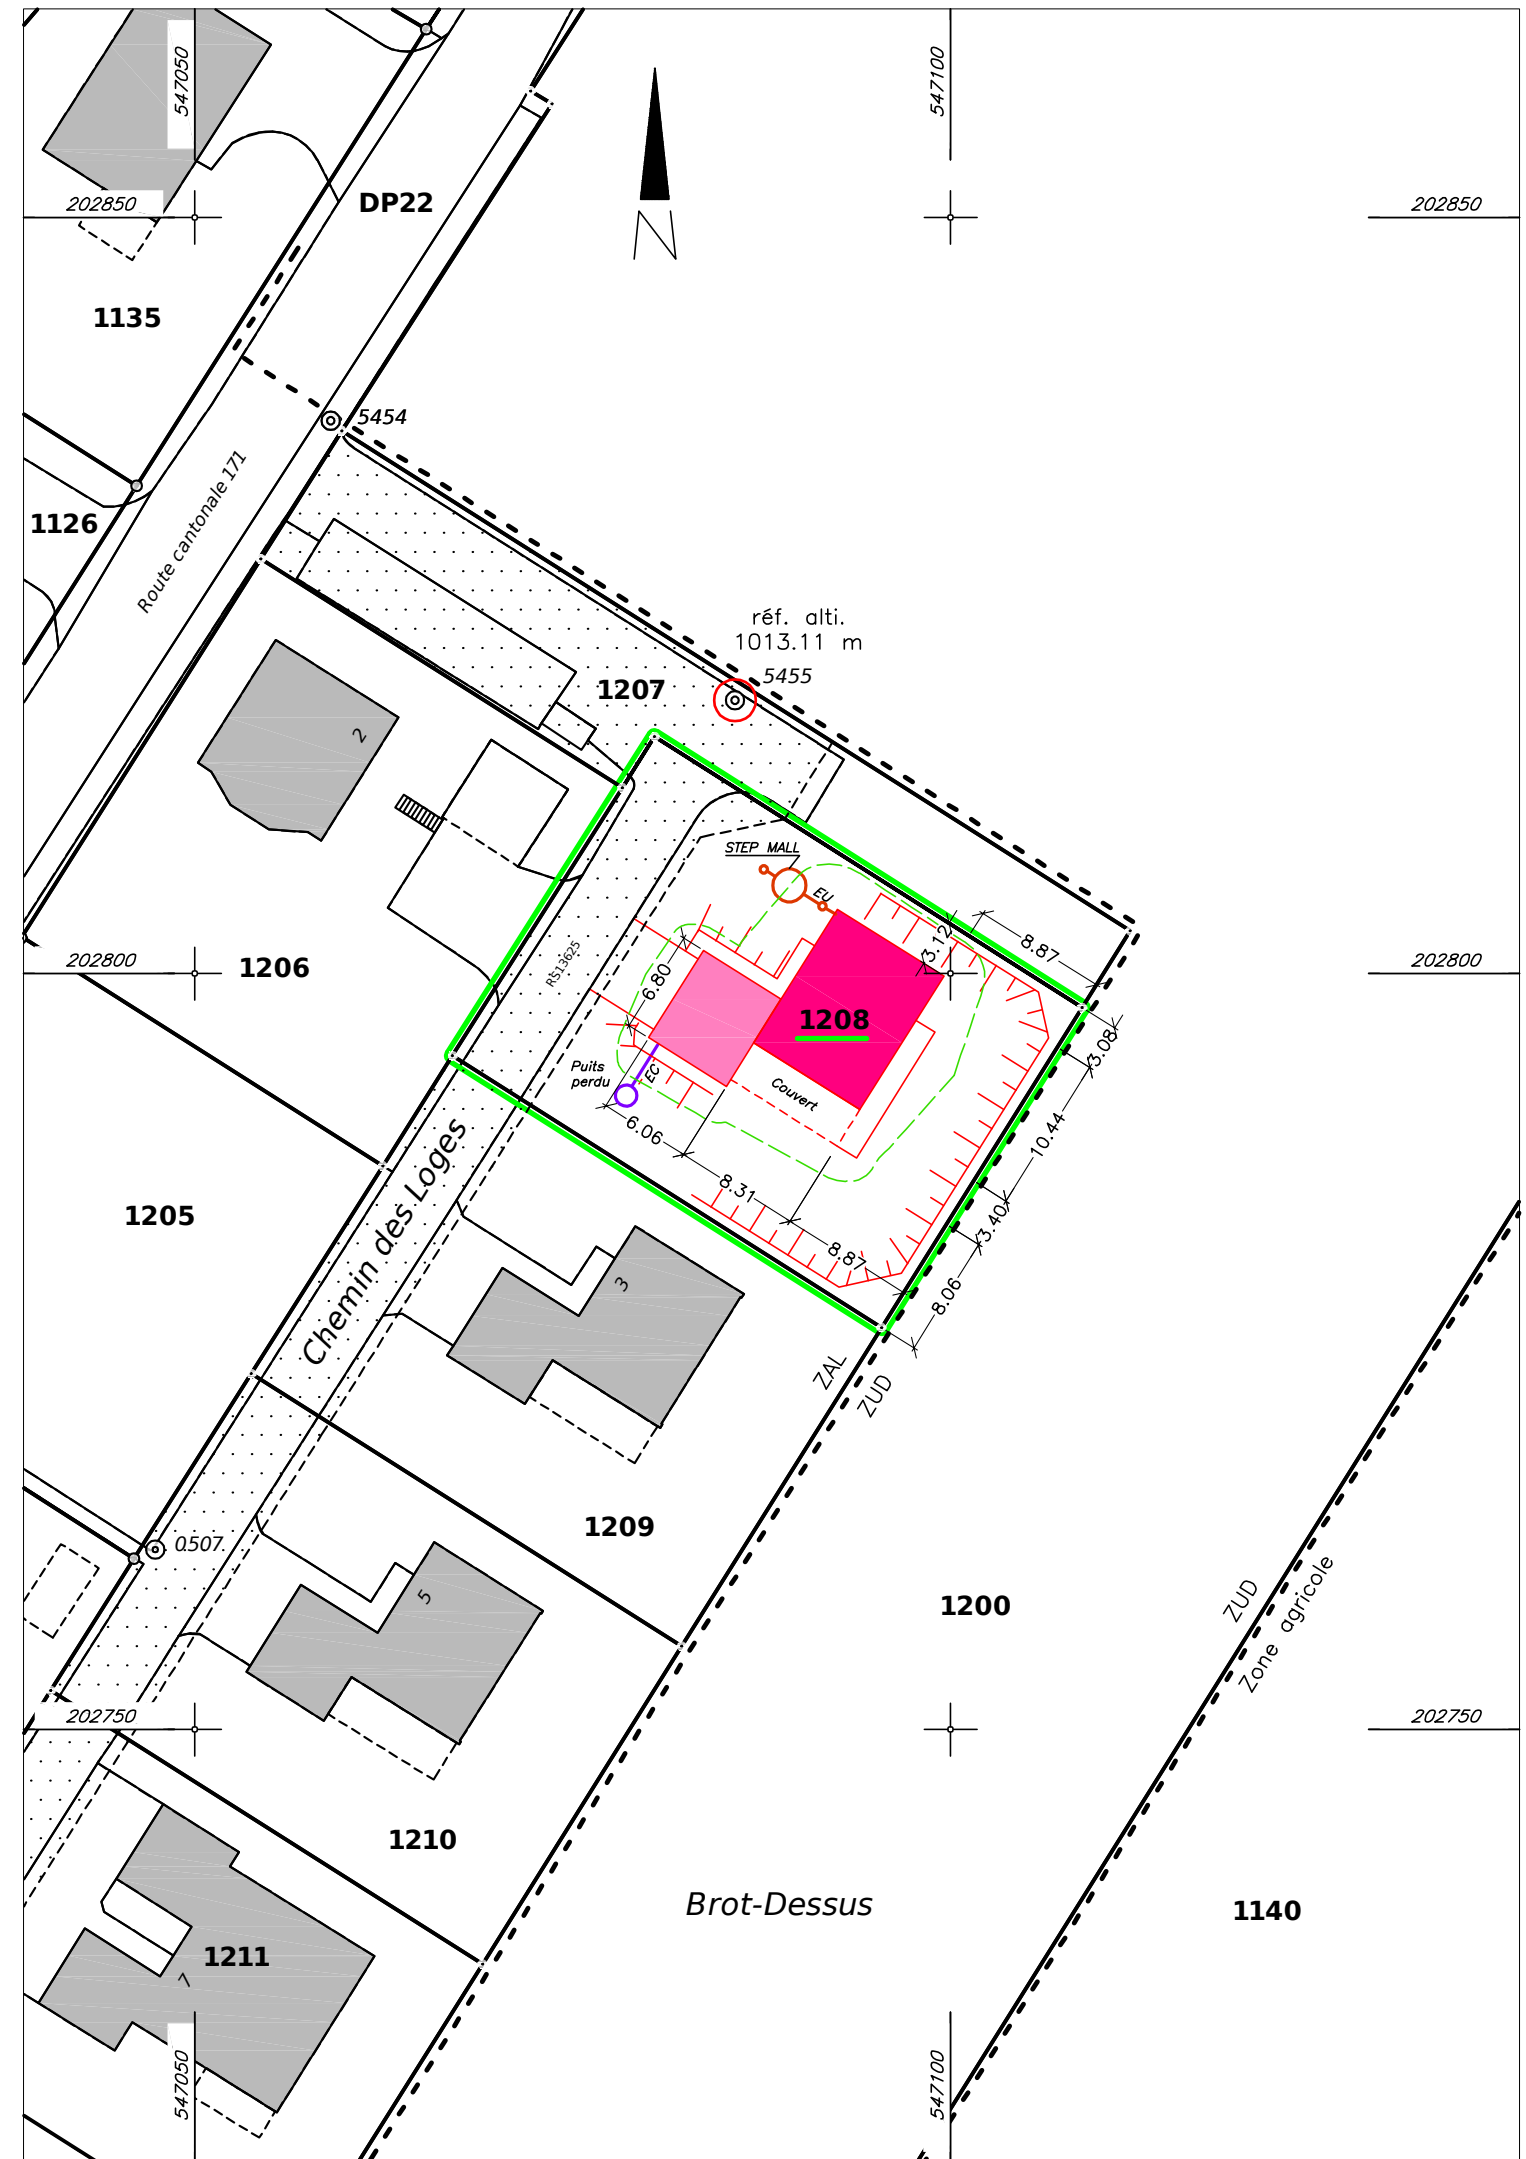 547050
547100
DP22
202850
202850
1135
5454
Route cantonale 171
1126
réf. alti.
1013.11 m
5455
1207
2
STEP MALL
EU
3.12
8.87
202800
1206
RS13625
6.80
202800
1208
3.08
Puits
perdu
EC
Couvert
10.44
6.06
8.31
3.40
8.87
8.06
1205
Chemin des Loges
3
ZAL
ZUD
1209
0507
5
1200
ZUD
Zone agricole
202750
202750
1210
Brot-Dessus
1140
1211
7
547050
547100
N